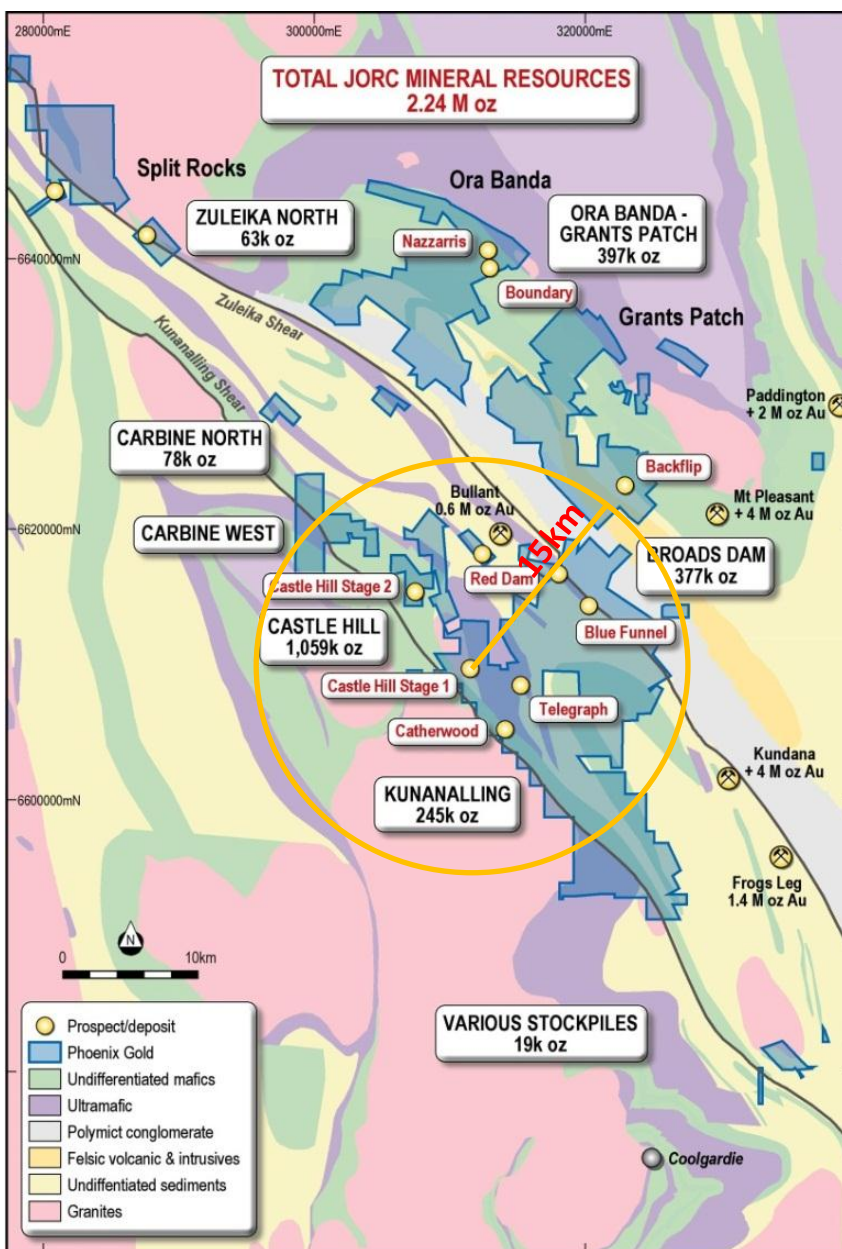 280000mE
300000mE
320000mE
TOTAL JORC MINERAL RESOURCES
2.24 M oz
Split Rocks
Ora Banda
ZULEIKA NORTH
63k oz
ORA BANDA -
GRANTS PATCH
397k oz
Nazzarris
6640000mN
Boundary
Zuleika Shear
Grants Patch
Kunanalling Shear
Paddington
+ 2 M oz Au
CARBINE NORTH
78k oz
Backflip
Bullant
0.6 M oz Au
Mt Pleasant
+ 4 M oz Au
6620000mN
CARBINE WEST
15km
BROADS DAM
377k oz
Red Dam
Castle Hill Stage 2
Blue Funnel
CASTLE HILL
1,059k oz
Castle Hill Stage 1
Telegraph
Catherwood
Kundana
+ 4 M oz Au
KUNANALLING
245k oz
6600000mN
Frogs Leg
1.4 M oz Au
N
0
10km
VARIOUS STOCKPILES
19k oz
Prospect/deposit
Phoenix Gold
Undifferentiated mafics
Ultramafic
Polymict conglomerate
Felsic volcanic & intrusives
Undiffentiated sediments
Granites
Coolgardie